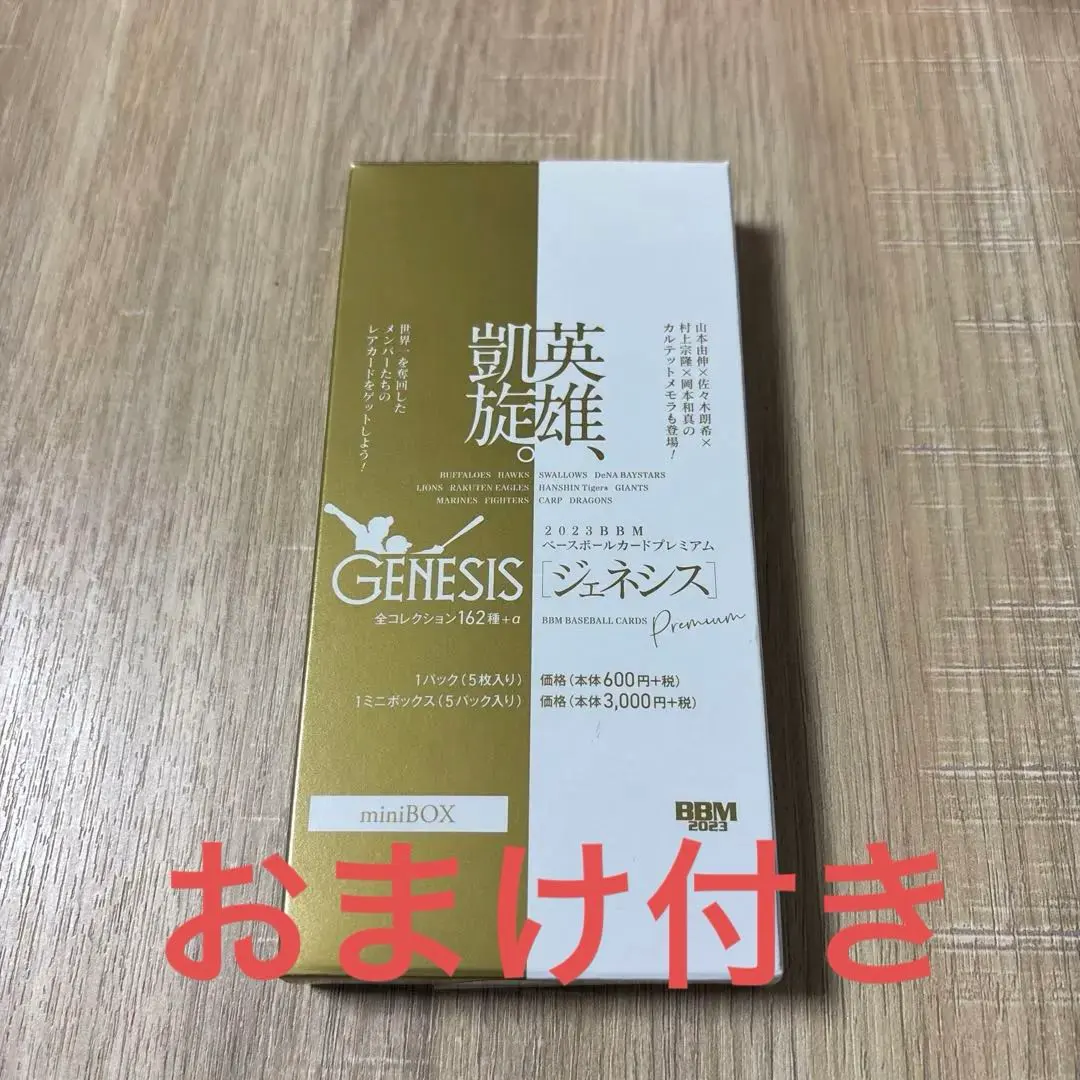 英雄、
凱旋。
山本由伸×佐々木朗希×
村上宗隆×岡本和真の
カルテットメモラも登場!
世界一を奪回した
メンバーたちの
レアカードをゲットしよう!
BUFFALOES HAWKS SWALLOWS DeNA BAYSTARS
LIONS RAKUTEN EAGLES HANSHIN Tigers GIANTS
MARINES FIGHTERS CARP DRAGONS
GENESIS
全コレクション162種+α
2023BBM
ベースボールカードプレミアム
[ジェネシス]
BBM BASEBALL CARDS Premium
1パック(5枚入り) 価格(本体600円+税)
1ミニボックス(5パック入り) 価格(本体3,000円+税)
miniBOX
BBM
2023
おまけ付き